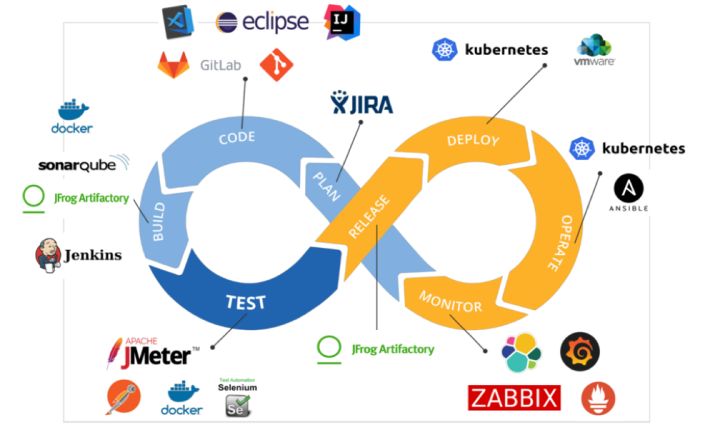 eclipse
IJ
GitLab
kubernetes
vmware
JIRA
docker
CODE
DEPLOY
sonarqube
kubernetes
PLAN
JFrog Artifactory
BUILD
RELEASE
ANSIBLE
OPERATE
Jenkins
TEST
MONITOR
APACHE
JMeter™
JFrog Artifactory
docker
Test Automation
Selenium
Se
ZABBIX